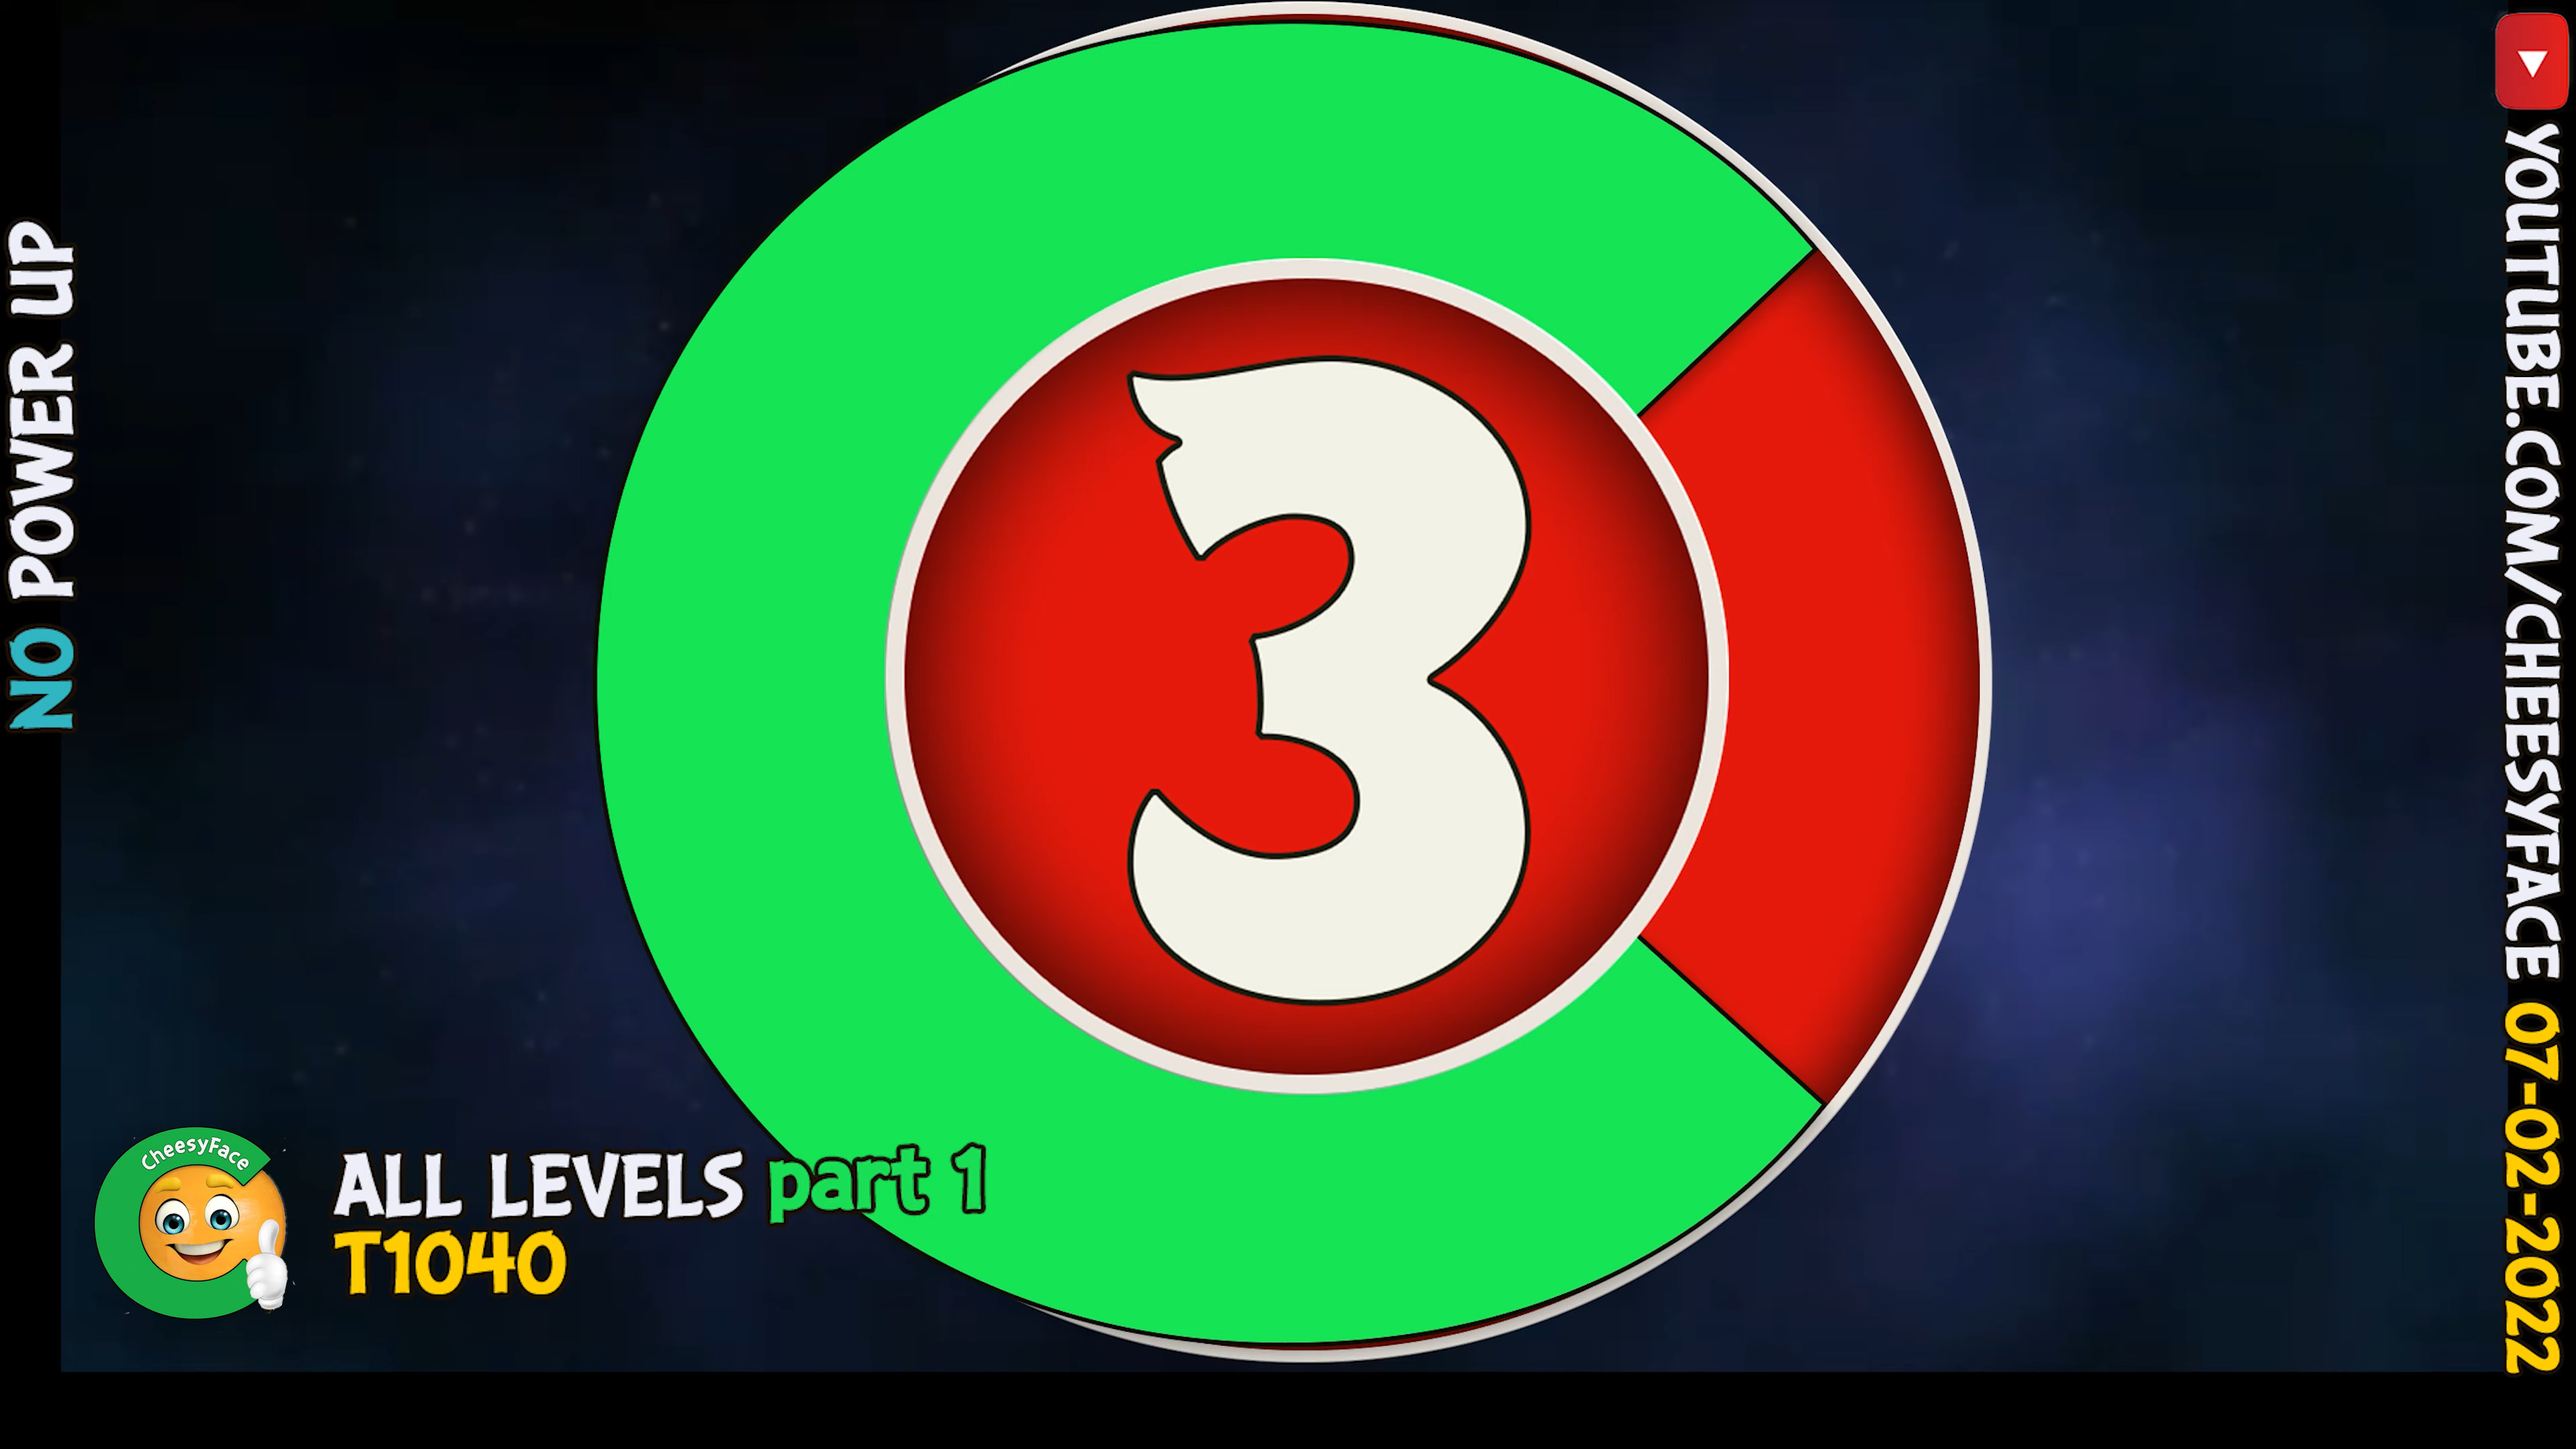 NO POWER UP
3
CheesyFace
ALL LEVELS part 1
T1040
YOUTUBE.COM/CHEESYFACE 07-02-2022